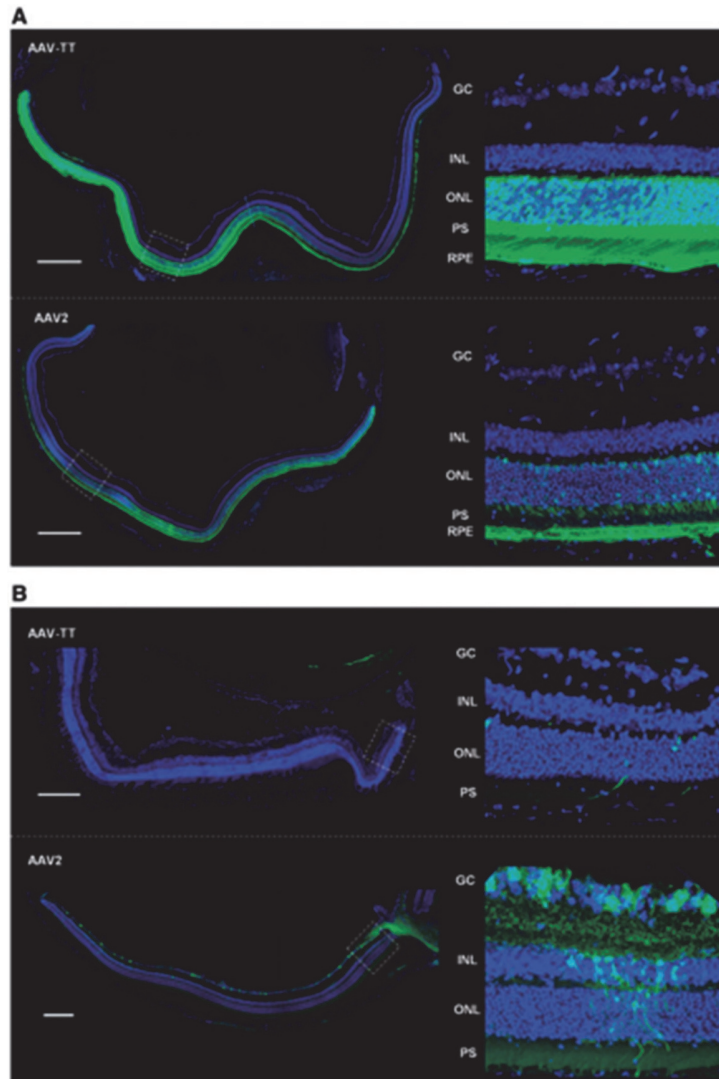 A
AAV-TT
GC
INL
ONL
PS
RPE
AAV2
GC
INL
ONL
PS
RPE
B
AAV-TT
GC
INL
ONL
PS
AAV2
GC
INL
ONL
PS